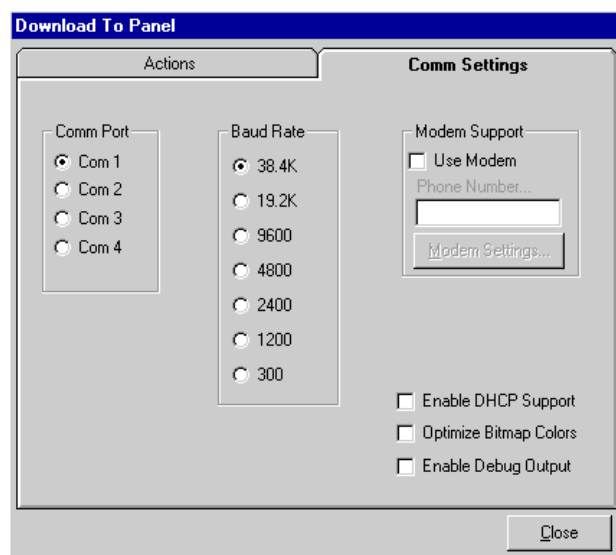 Download To Panel
Actions
Comm Settings
Comm Port
Com 1
Com 2
Com 3
Com 4
Baud Rate
38.4K
19.2K
9600
4800
2400
1200
300
Modem Support
Use Modem
Phone Number...
Modem Settings...
Enable DHCP Support
Optimize Bitmap Colors
Enable Debug Output
Close